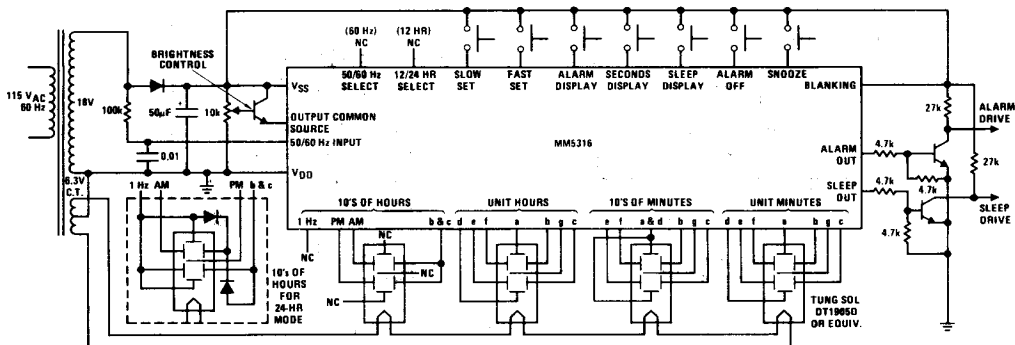 115 VAC
60 Hz
18V
6.3V
C.T.
100k
0.01
50μF
10k
BRIGHTNESS
CONTROL
(60 Hz)
NC
(12 HR)
NC
50/60 Hz
SELECT
12/24 HR
SELECT
SLOW
SET
FAST
SET
ALARM
DISPLAY
SECONDS
DISPLAY
SLEEP
DISPLAY
ALARM
OFF
SNOOZE
VSS
BLANKING
OUTPUT COMMON
SOURCE
50/60 Hz INPUT
MM5316
VDD
ALARM
OUT
SLEEP
OUT
27k
ALARM
DRIVE
4.7k
27k
4.7k
4.7k
SLEEP
DRIVE
4.7k
1 Hz AM PM b & c
10's OF
HOURS
FOR
24-HR
MODE
10'S OF HOURS
UNIT HOURS
10'S OF MINUTES
UNIT MINUTES
1 Hz PM AM b & c d e f a b g c e f a & d b g c d e f a b g c
NC
NC
NC
NC
TUNG SOL
DT1905D
OR EQUIV.